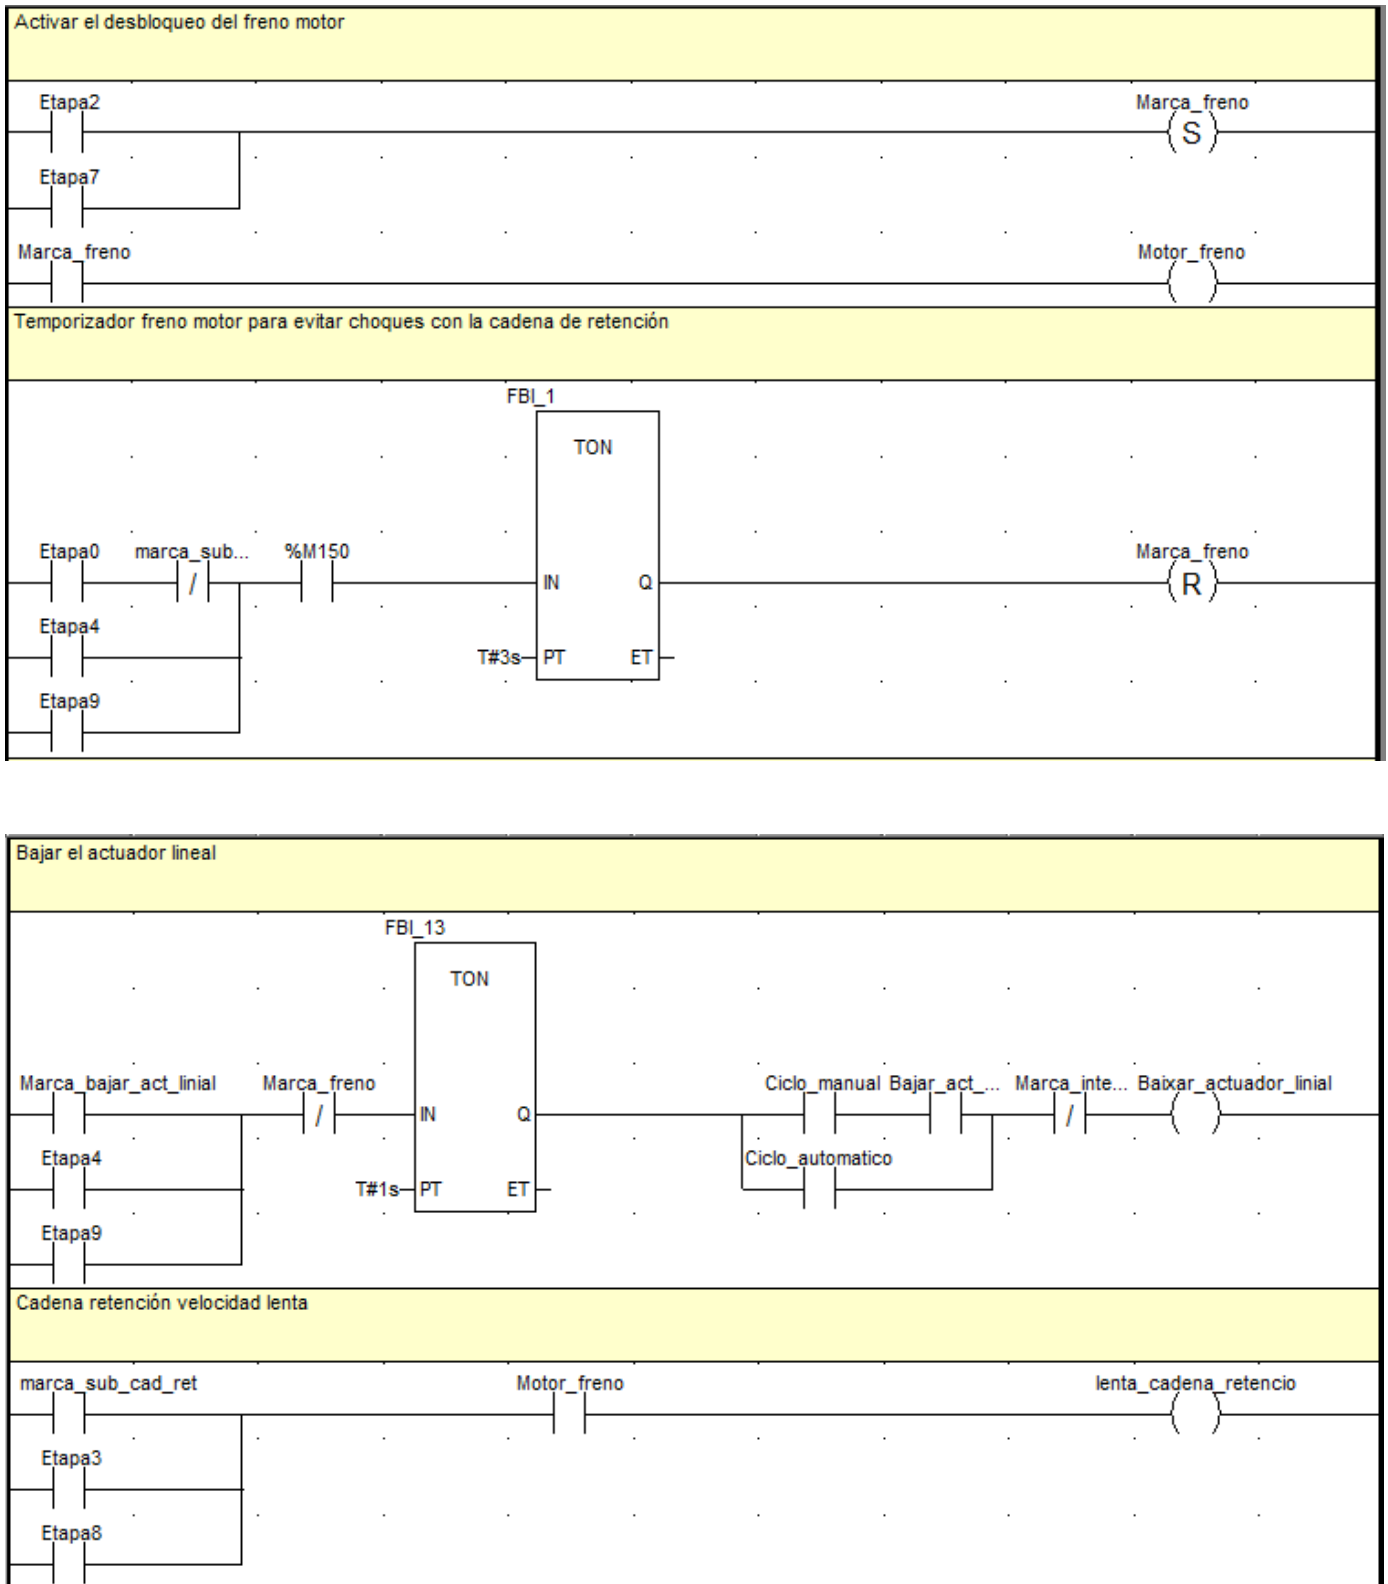 Activar el desbloqueo del freno motor
Etapa2
Marca_freno
S
Etapa7
Marca_freno
Motor_freno
Temporizador freno motor para evitar choques con la cadena de retención
FBI_1
TON
Etapa0 marca_sub... %M150
Marca_freno
/
IN Q
R
Etapa4
T#3s PT ET
Etapa9
Bajar el actuador lineal
FBI_13
TON
Marca_bajar_act_linial Marca_freno
Ciclo_manual Bajar_act_... Marca_inte... Baixar_actuador_linial
/
IN Q
/
Etapa4
Ciclo_automatico
T#1s PT ET
Etapa9
Cadena retención velocidad lenta
marca_sub_cad_ret
Motor_freno
lenta_cadena_retencio
Etapa3
Etapa8